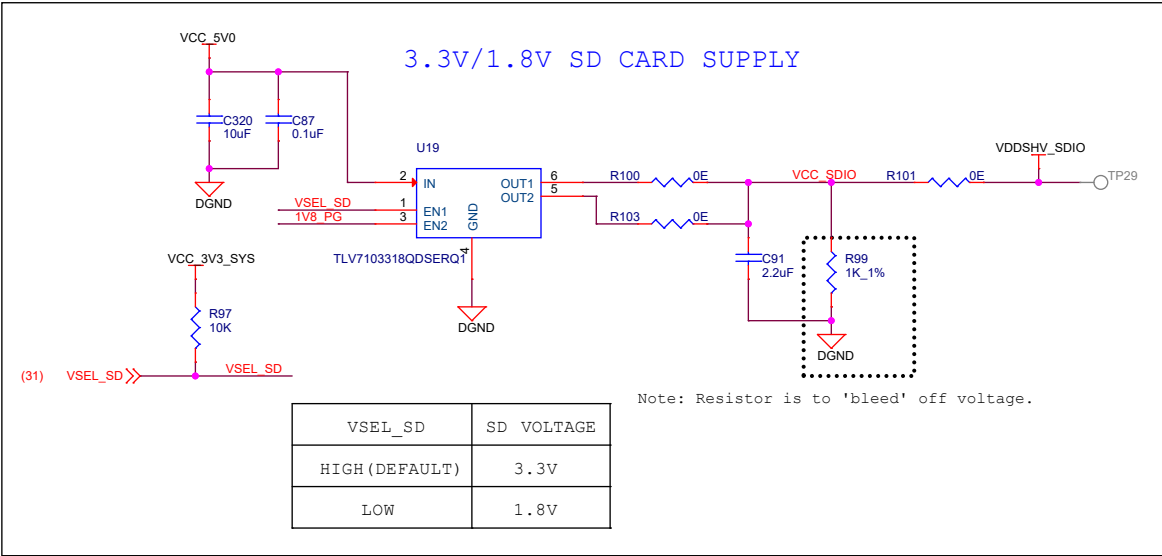 VCC_5V0
3.3V/1.8V SD CARD SUPPLY
C320
10uF
C87
0.1uF
DGND
U19
2
IN
VSEL_SD
1
EN1
1V8_PG
3
EN2
GND
4
OUT1
6
OUT2
5
TLV7103318QDSERQ1
DGND
R100
0E
R103
0E
VCC_SDIO
R101
0E
VDDSHV_SDIO
TP29
C91
2.2uF
R99
1K_1%
DGND
Note: Resistor is to 'bleed' off voltage.
VCC_3V3_SYS
R97
10K
(31)
VSEL_SD
VSEL_SD
VSEL_SD SD VOLTAGE
HIGH(DEFAULT) 3.3V
LOW 1.8V